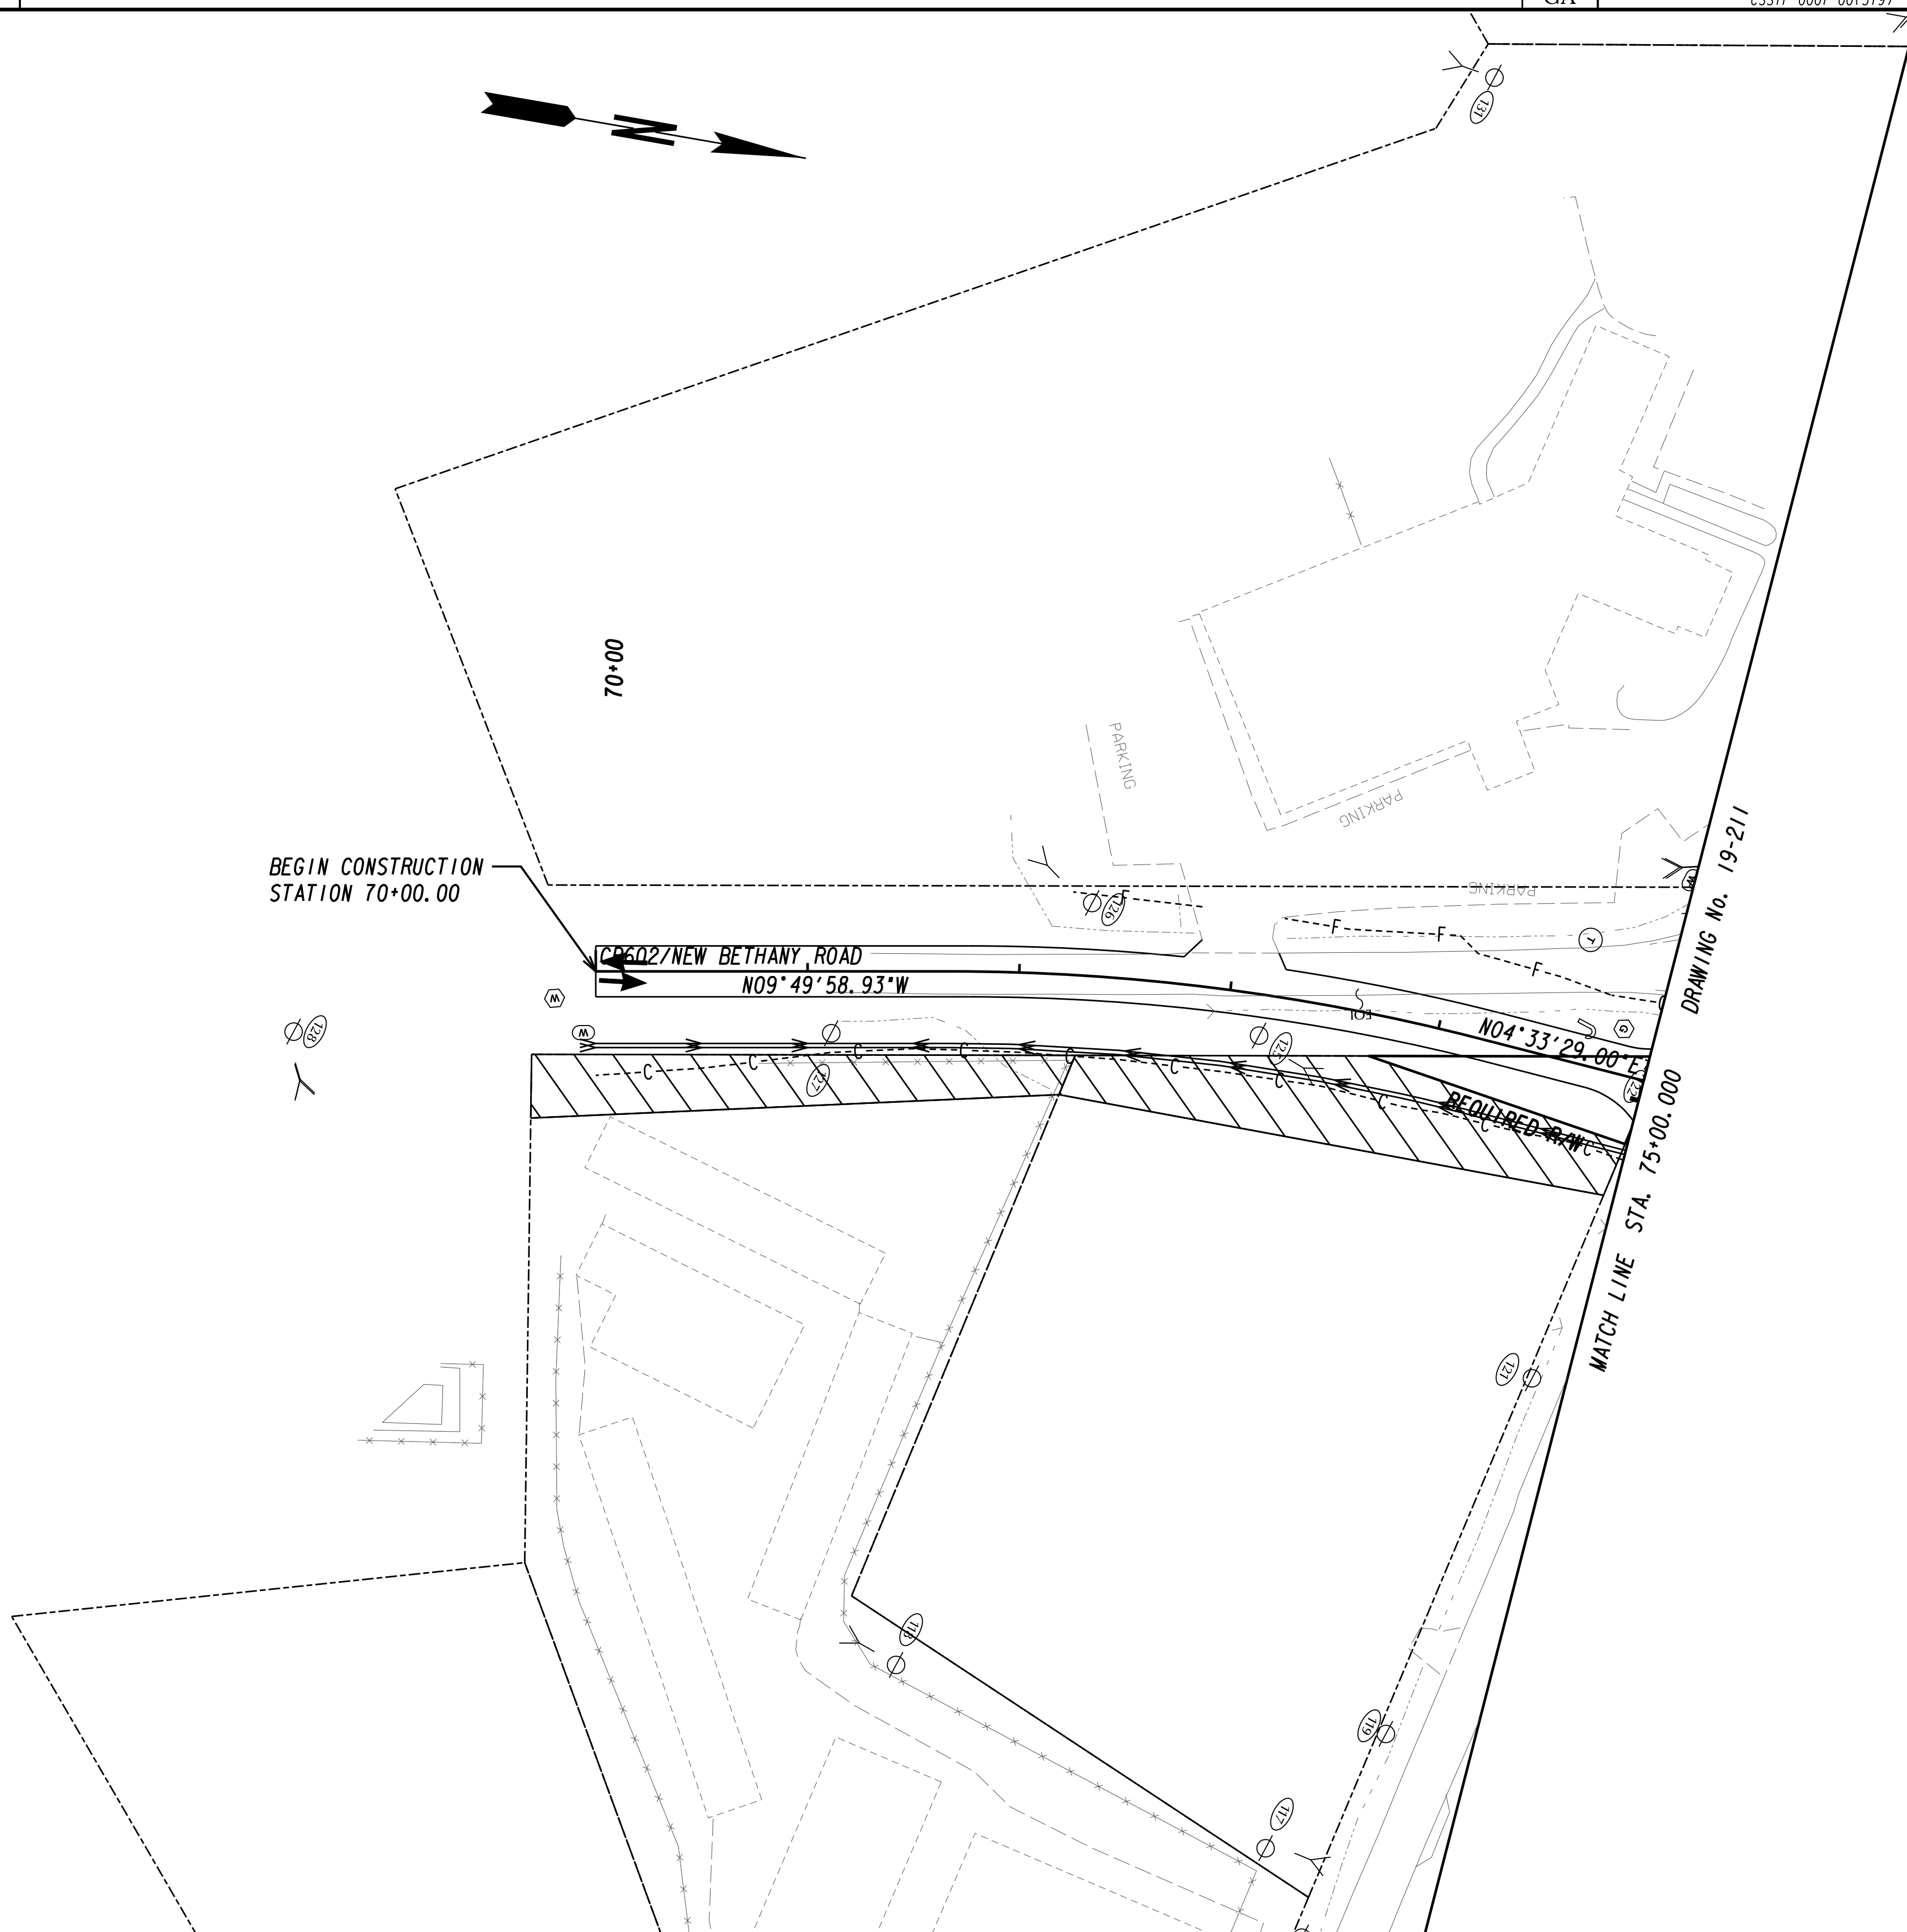 GA
N
131
70+00
PARKING
PARKING
BEGIN CONSTRUCTION
STATION 70+00.00
PARKING
W
126
T
CR602/NEW BETHANY ROAD
N09°49'58.93"W
N04°33'29.00"E
W
W
G
128
127
125
REQUIRED R/W
DRAWING No. 19-211
MATCH LINE STA. 75+00.000
121
118
119
117
F
F
F
F
C
C
C
C
C
C
C
C
C